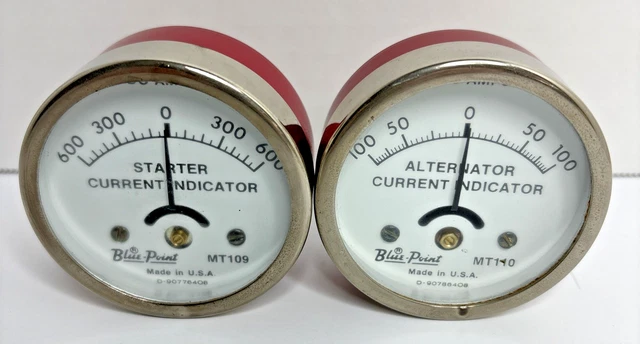 600 300 0 300 600
STARTER
CURRENT INDICATOR
Blue-Point® MT109
Made in U.S.A.
100 50 0 50 100
ALTERNATOR
CURRENT INDICATOR
Blue-Point® MT110
Made in U.S.A.